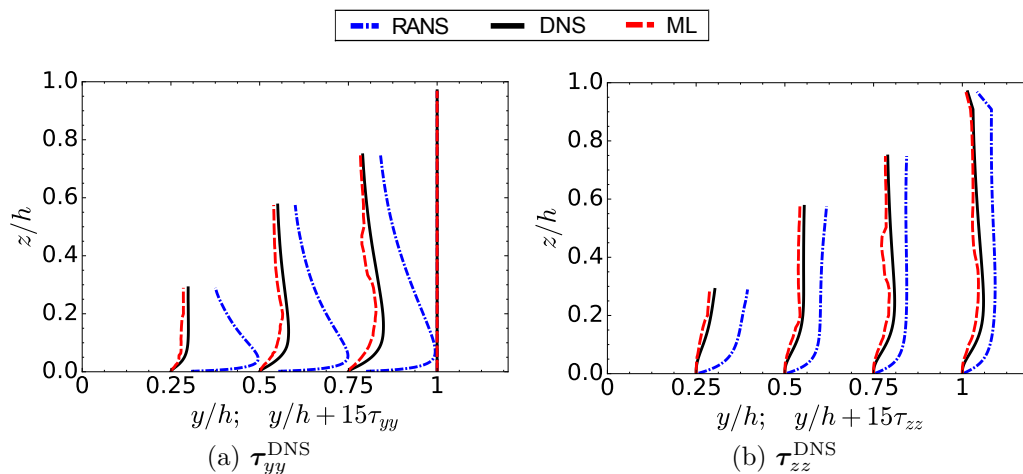 RANS DNS ML
1.0
0.8
0.6
0.4
0.2
0.0
z/h
0 0.25 0.5 0.75 1
y/h; y/h + 15τ_yy
(a) τ_yy^DNS
1.0
0.8
0.6
0.4
0.2
0.0
z/h
0 0.25 0.5 0.75 1
y/h; y/h + 15τ_zz
(b) τ_zz^DNS